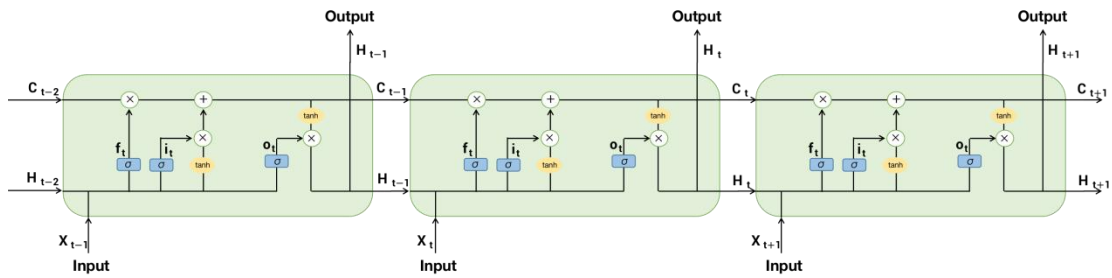 Output Output Output
H t−1 H t H t+1
C t−2 × + C t−1 × + C t × + C t+1
tanh tanh tanh
f t i t × o t × f t i t × o t × f t i t × o t ×
σ σ tanh σ σ σ tanh σ σ σ tanh σ
H t−2 H t−1 H t H t+1
X t−1 X t X t+1
Input Input Input